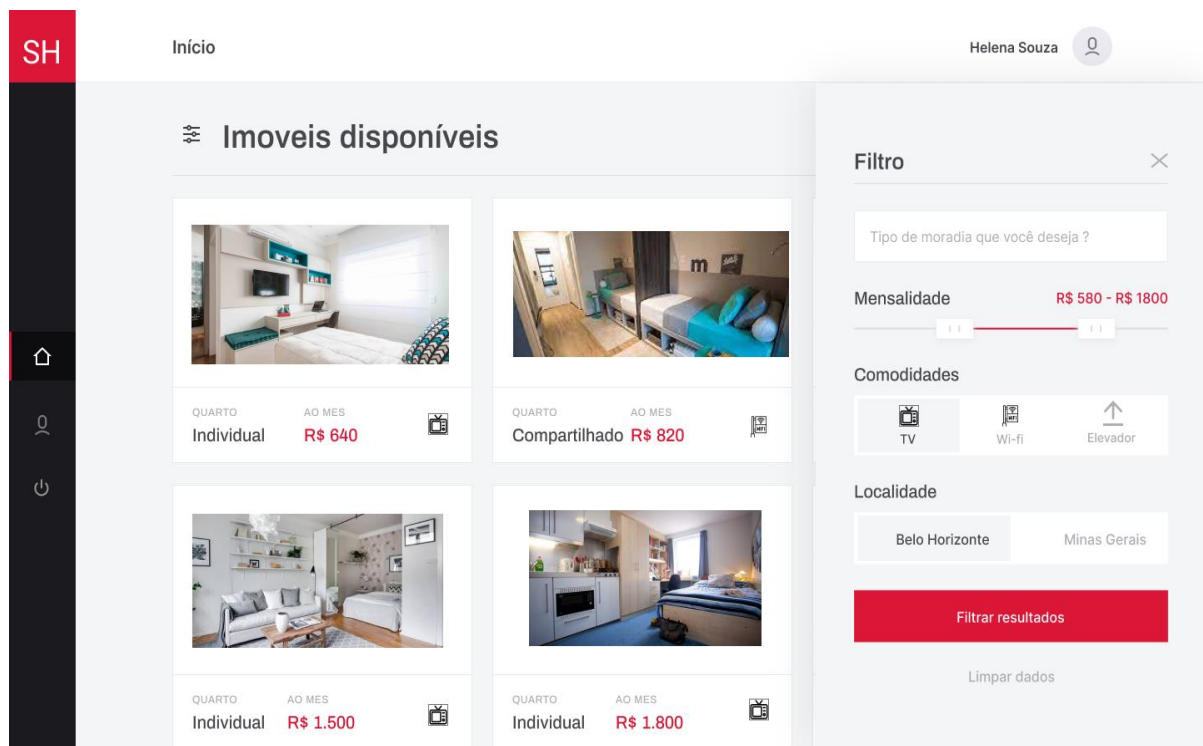 SH
Início
Helena Souza
Imoveis disponíveis
QUARTO AO MES
Individual R$ 640
QUARTO AO MES
Compartilhado R$ 820
QUARTO AO MES
Individual R$ 1.500
QUARTO AO MES
Individual R$ 1.800
Filtro
Tipo de moradia que você deseja ?
Mensalidade R$ 580 - R$ 1800
Comodidades
TV Wi-fi Elevador
Localidade
Belo Horizonte Minas Gerais
Filtrar resultados
Limpar dados